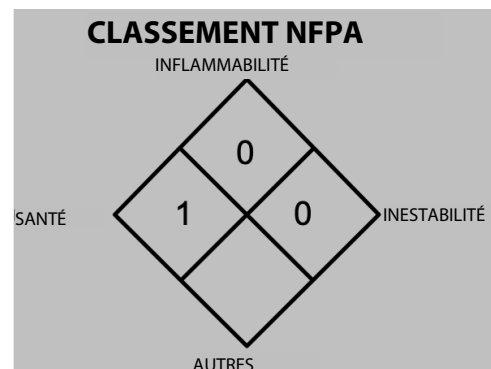 CLASSEMENT NFPA
INFLAMMABILITÉ
0
SANTÉ 1 0 INESTABILITÉ
AUTRES